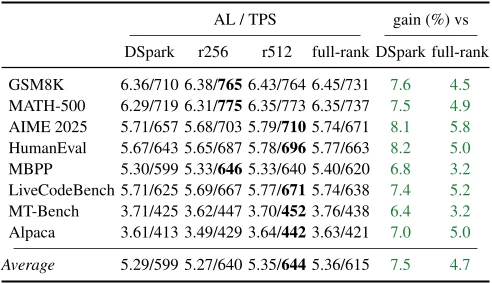 AL / TPS gain (%) vs
DSpark r256 r512 full-rank DSpark full-rank
GSM8K 6.36/710 6.38/765 6.43/764 6.45/731 7.6 4.5
MATH-500 6.29/719 6.31/775 6.35/773 6.35/737 7.5 4.9
AIME 2025 5.71/657 5.68/703 5.79/710 5.74/671 8.1 5.8
HumanEval 5.67/643 5.65/687 5.78/696 5.77/663 8.2 5.0
MBPP 5.30/599 5.33/646 5.33/640 5.40/620 6.8 3.2
LiveCodeBench 5.71/625 5.69/667 5.77/671 5.74/638 7.4 5.2
MT-Bench 3.71/425 3.62/447 3.70/452 3.76/438 6.4 3.2
Alpaca 3.61/413 3.49/429 3.64/442 3.63/421 7.0 5.0
Average 5.29/599 5.27/640 5.35/644 5.36/615 7.5 4.7